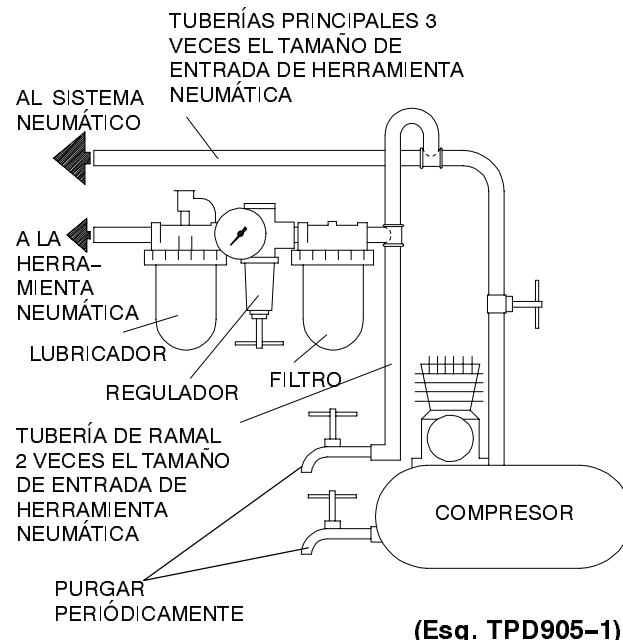 TUBERÍAS PRINCIPALES 3
VECES EL TAMAÑO DE
ENTRADA DE HERRAMIENTA
NEUMÁTICA
AL SISTEMA
NEUMÁTICO
A LA
HERRA–
MIENTA
NEUMÁTICA
LUBRICADOR
REGULADOR
FILTRO
TUBERÍA DE RAMAL
2 VECES EL TAMAÑO
DE ENTRADA DE
HERRAMIENTA
NEUMÁTICA
COMPRESOR
PURGAR
PERIÓDICAMENTE
(Esq. TPD905–1)